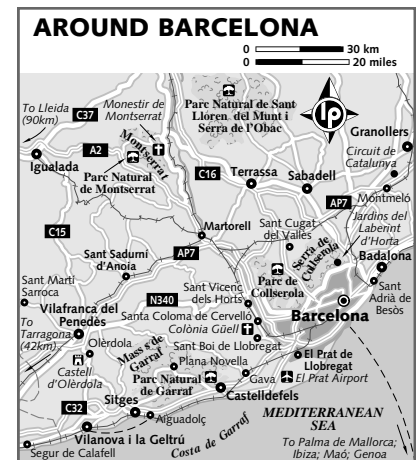 AROUND BARCELONA
0 30 km
0 20 miles
To Lleida
(90km)
C37
Monestir de
Montserrat
Parc Natural de Sant
Llóren del Munt i
Serra de l'Obac
lp
Granollers
Circuit de
Catalunya
A2
Montserrat
Igualada
Parc Natural
de Montserrat
C16
Terrassa
Sabadell
AP7
Montmeló
Jardins del
Laberint
d'Horta
Martorell
Sant Cugat
del Vallès
C15
Sant Sadurní
d'Anoia
AP7
Serra de
Collserola
Badalona
Sant Martí
Sarroca
Sant Vicenç
dels Horts
Parc de
Collserola
Sant
Adrià de
Besòs
N340
Vilafranca del
Penedès
Santa Coloma de Cervelló
Colònia Güell
Barcelona
To
Tarragona
(42km)
Olèrdola
Mass s de
Garraf
Sant Boi de Llobregat
El Prat de
Llobregat
Castell
d'Olèrdola
Plana Novella
Parc Natural
de Garraf
Gava
El Prat Airport
Castelldefels
C32
Sitges
Aiguadolç
MEDITERRANEAN
SEA
Vilanova i la Geltrú
Costa de Garraf
To Palma de Mallorca;
Ibiza; Maó; Genoa
Segur de Calafell